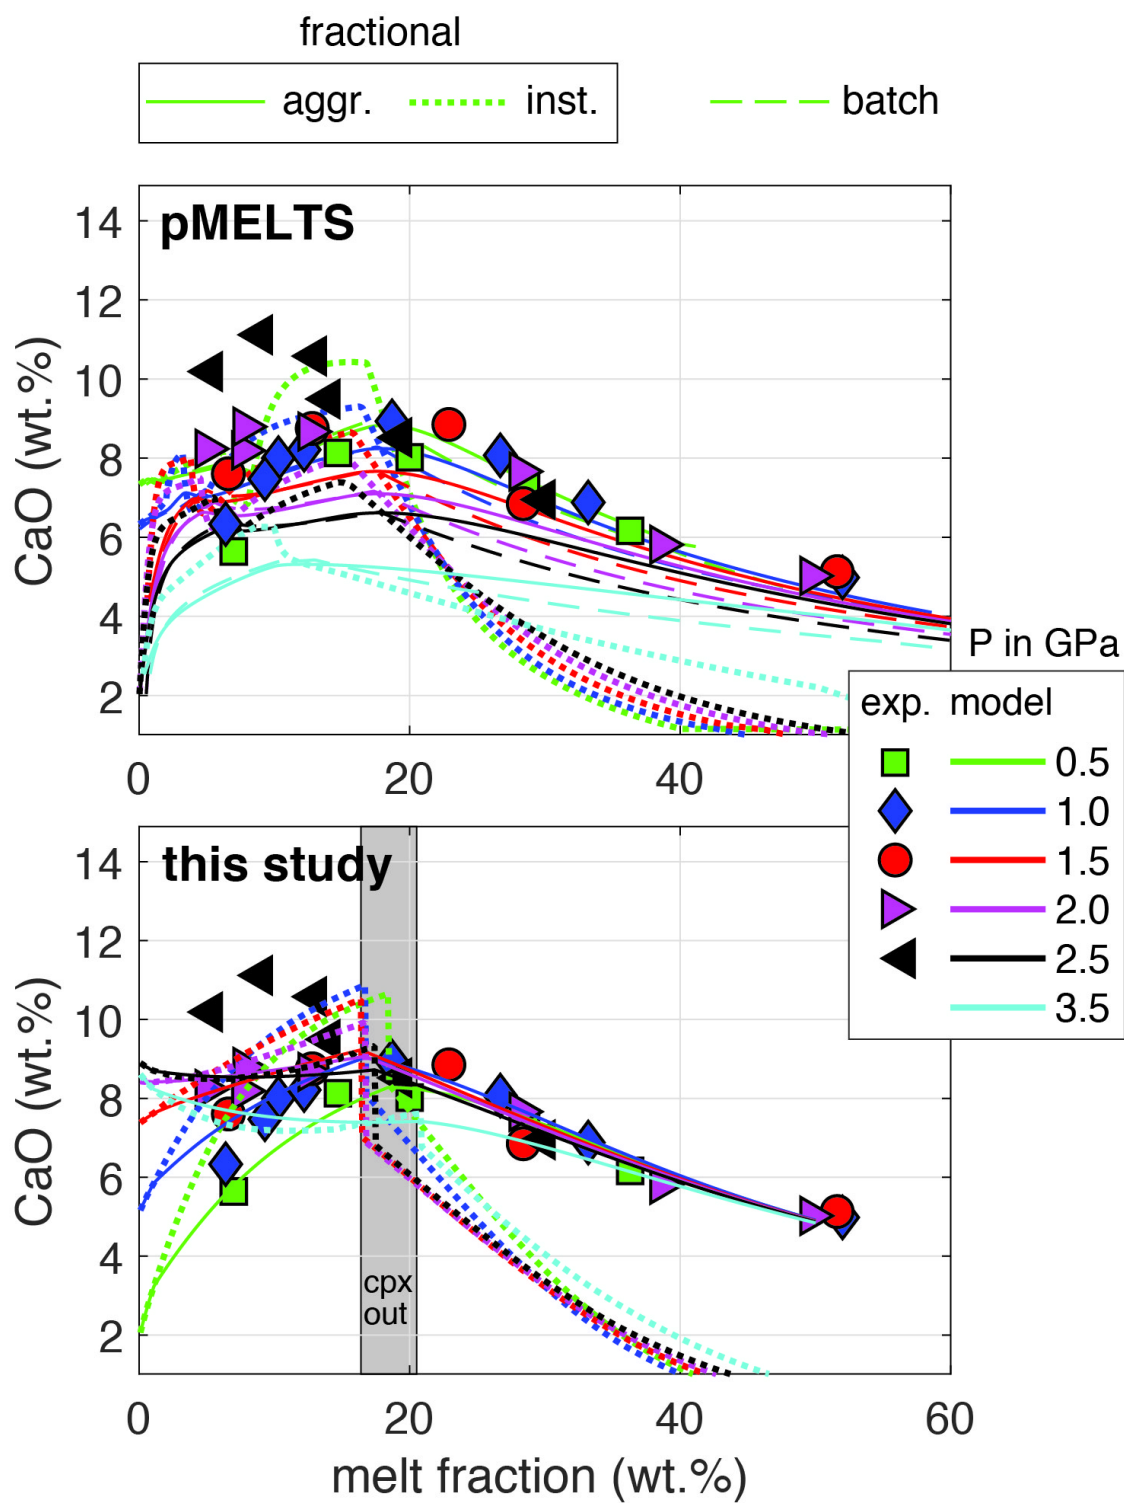 fractional
aggr. inst. batch
pMELTS
14
12
10
8
6
4
2
CaO (wt.%)
0 20 40
P in GPa
exp. model
0.5
1.0
1.5
2.0
2.5
3.5
this study
14
12
10
8
6
4
2
CaO (wt.%)
cpx
out
0 20 40 60
melt fraction (wt.%)